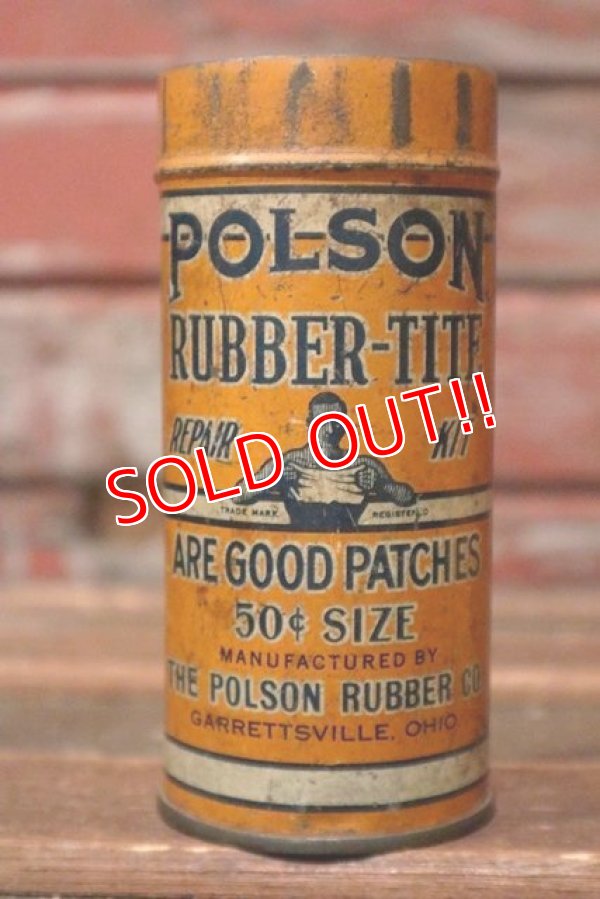 POLSON
RUBBER-TITE
REPAIR KIT
SOLD OUT!!
TRADE MARK REGISTERED
ARE GOOD PATCHES
50¢ SIZE
MANUFACTURED BY
THE POLSON RUBBER CO
GARRETTSVILLE, OHIO